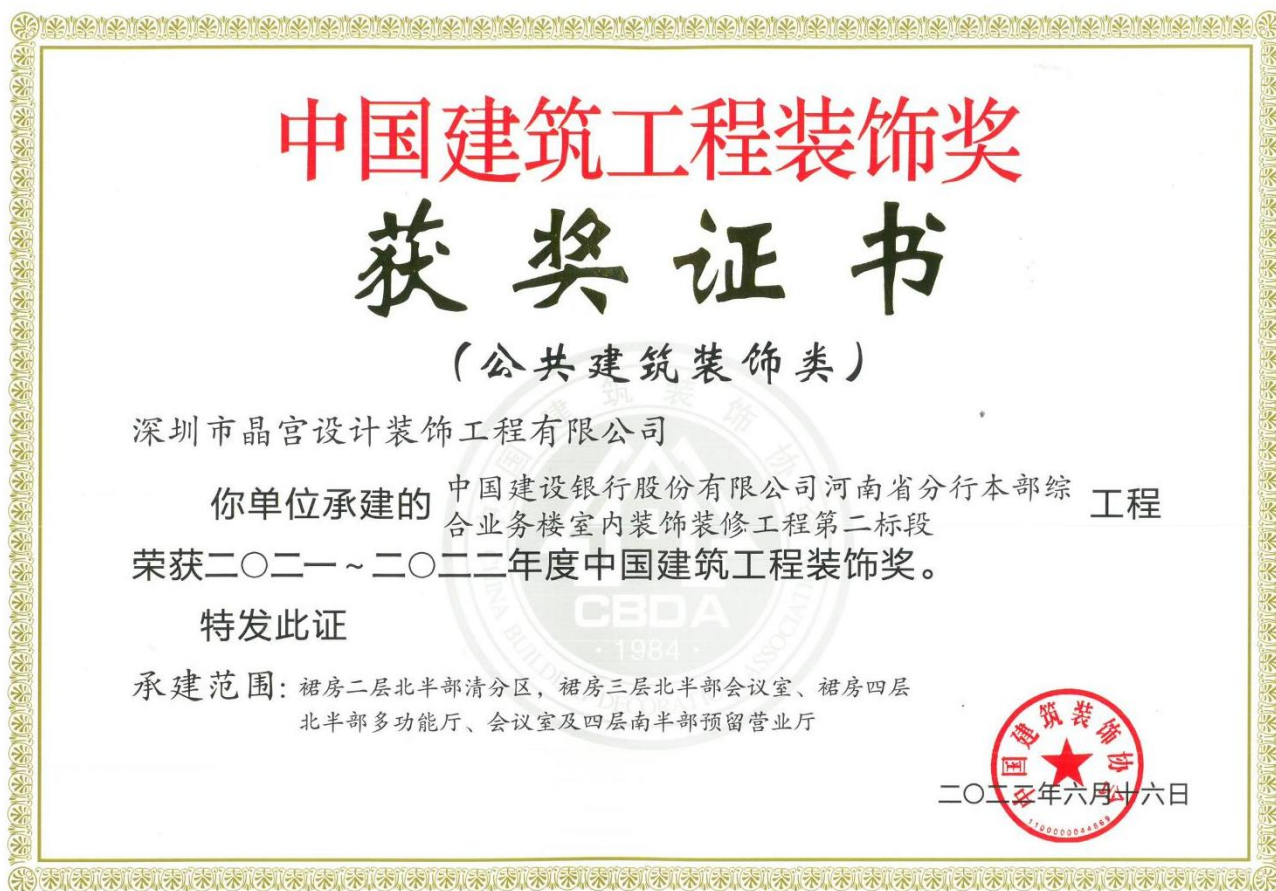 中国建筑工程装饰奖
获奖证书
(公共建筑装饰类)
深圳市晶宫设计装饰工程有限公司
你单位承建的 中国建设银行股份有限公司河南省分行本部综
合业务楼室内装饰装修工程第二标段 工程
荣获二〇二一~二〇二二年度中国建筑工程装饰奖。
特发此证
承建范围：裙房二层北半部清分区，裙房三层北半部会议室、裙房四层
北半部多功能厅、会议室及四层南半部预留营业厅
二〇二二年六月十六日
中国建筑装饰协会
1100000044869
CBDA
·1984·
CHINA BUILDING DECORATION ASSOCIATION